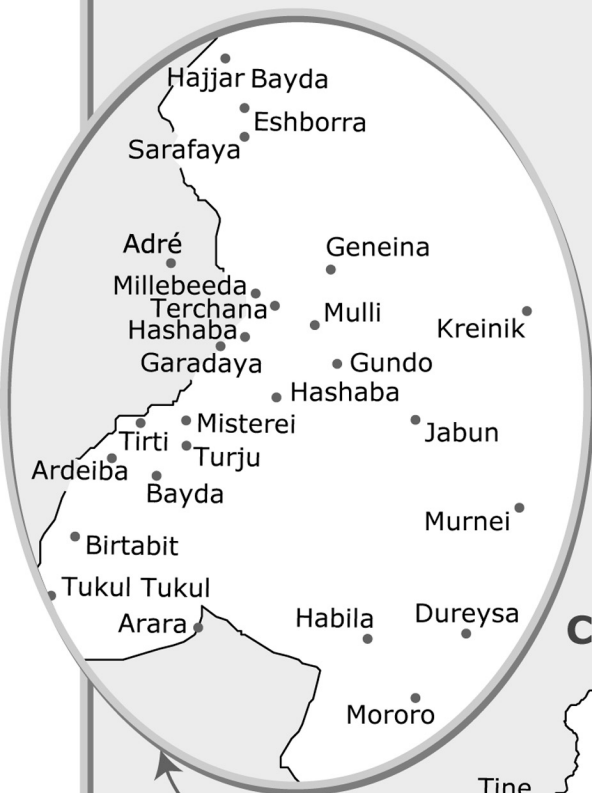 Hajjar Bayda
Eshborra
Sarafaya
Adré
Geneina
Millebeeda
Terchana
Mulli
Hashaba
Kreinik
Garadaya
Gundo
Hashaba
Misterei
Jabun
Tirti
Turju
Ardeiba
Bayda
Murnei
Birtabit
Tukul Tukul
Arara
Habila
Dureysa
C
Mororo
Tine